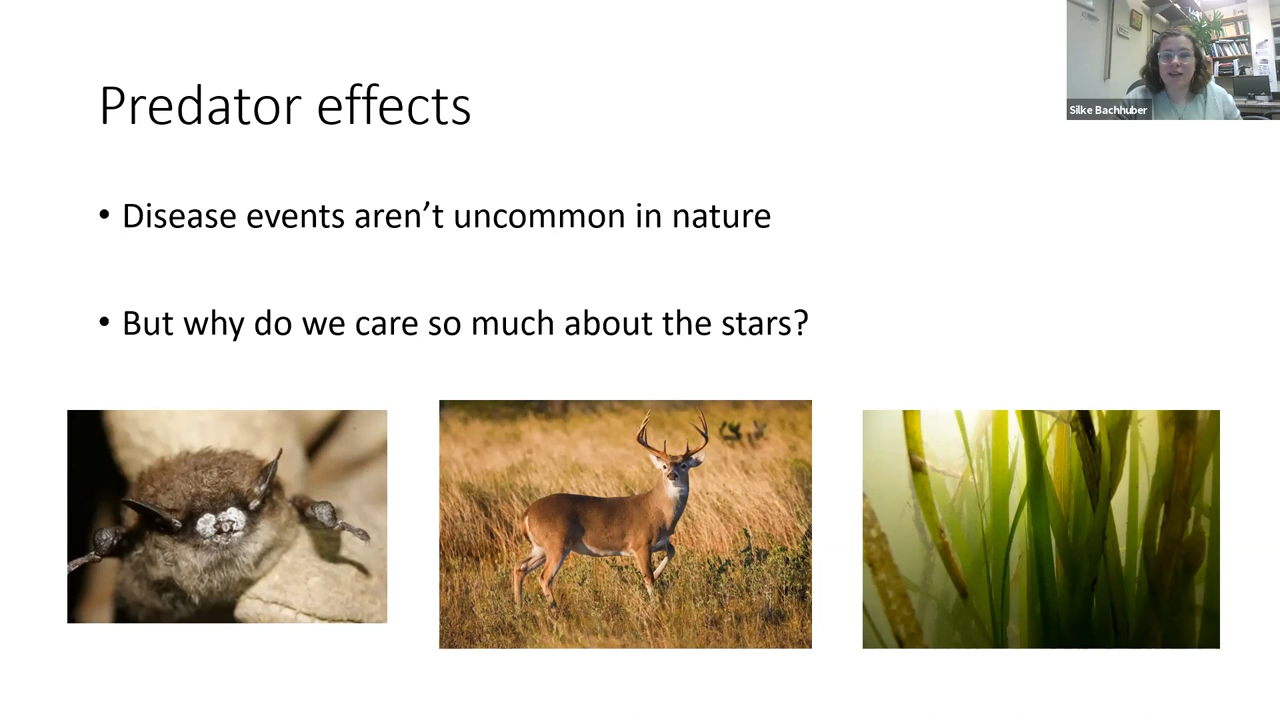 Silke Bachhuber
Predator effects
• Disease events aren’t uncommon in nature
• But why do we care so much about the stars?